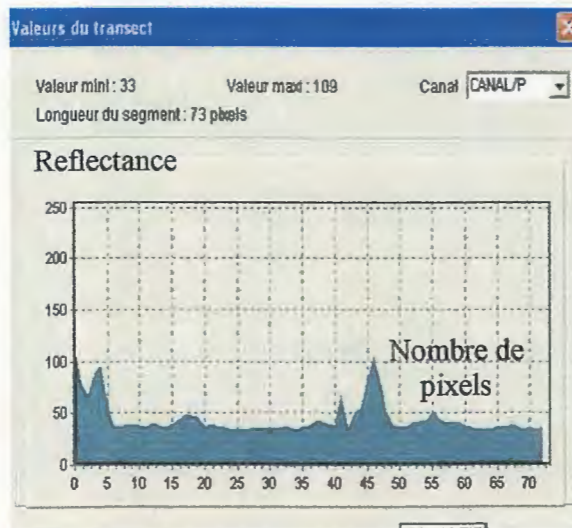 Valeurs du transect
Valeur mini : 33 Valeur maxi : 109 Canal CANAL/P
Longueur du segment : 73 pixels
Reflectance
250
200
150
100
50
0
Nombre de
pixels
0 5 10 15 20 25 30 35 40 45 50 55 60 65 70